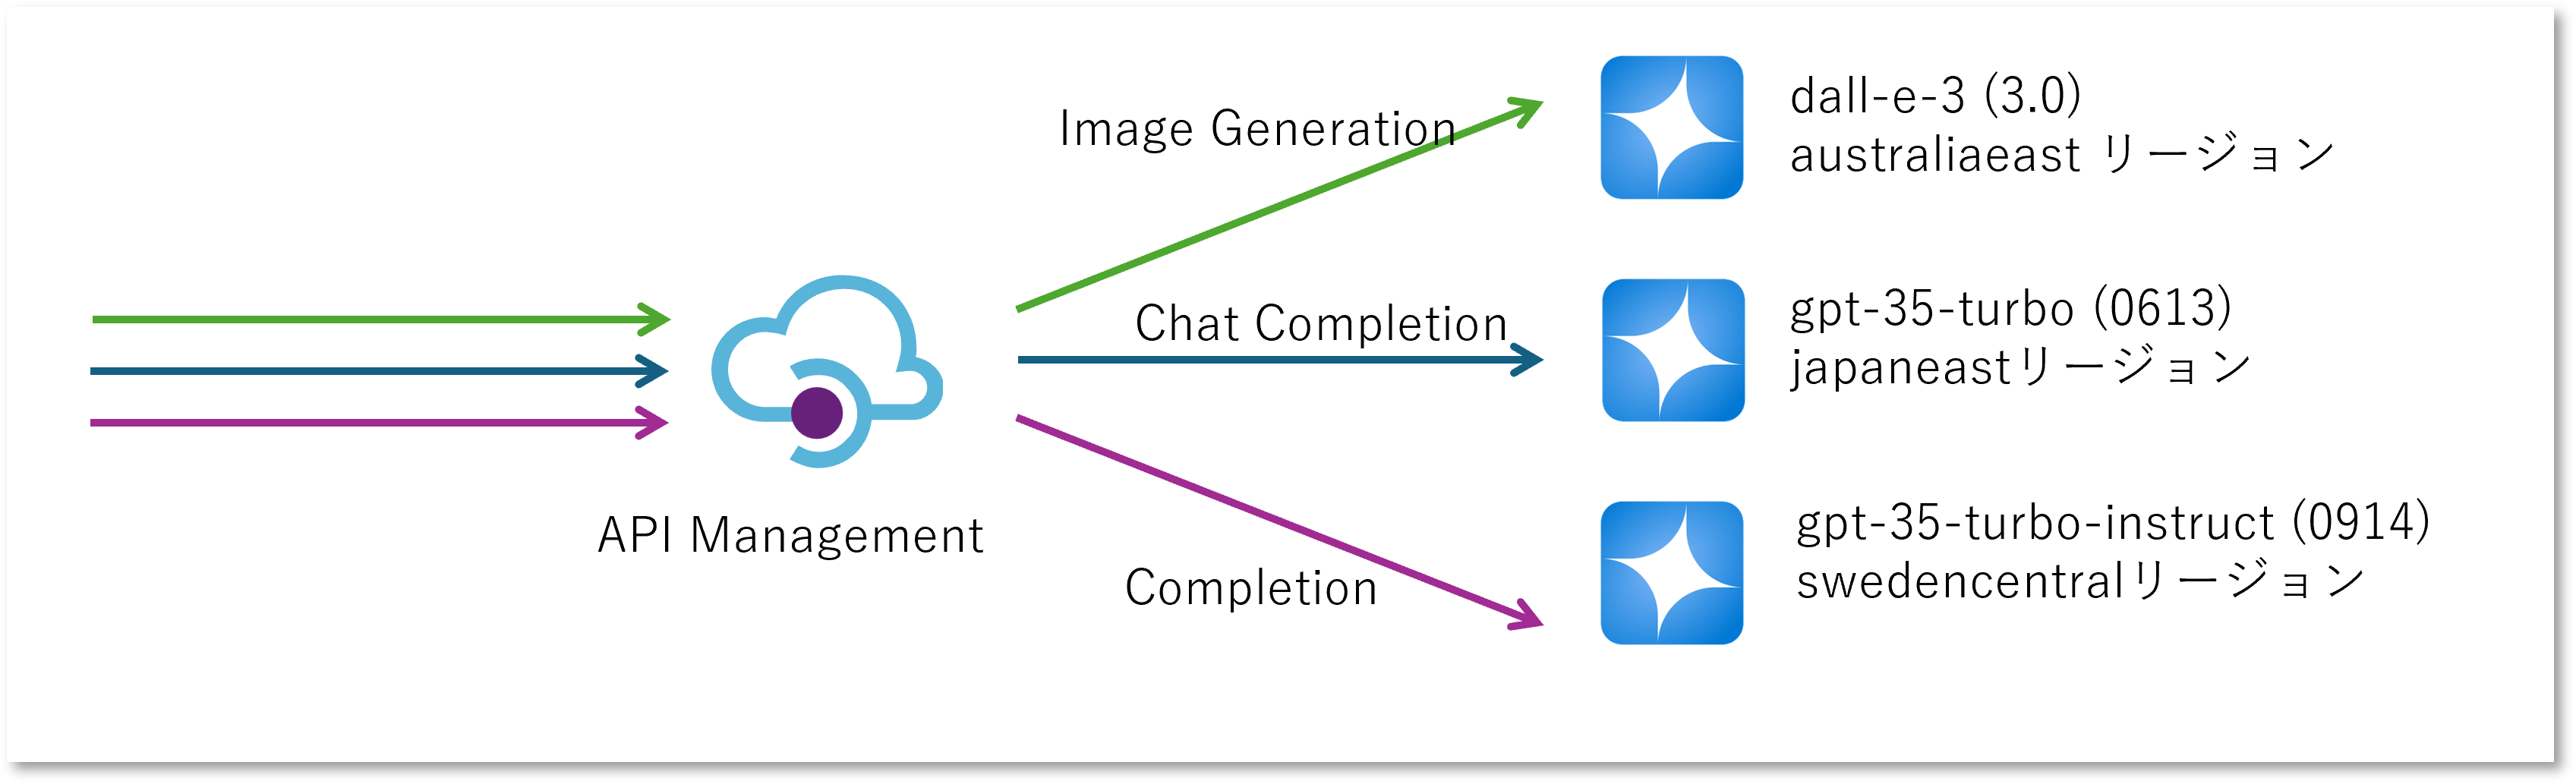 Image Generation
dall-e-3 (3.0)
australiaeast リージョン
Chat Completion
gpt-35-turbo (0613)
japaneastリージョン
API Management
Completion
gpt-35-turbo-instruct (0914)
swedencentralリージョン